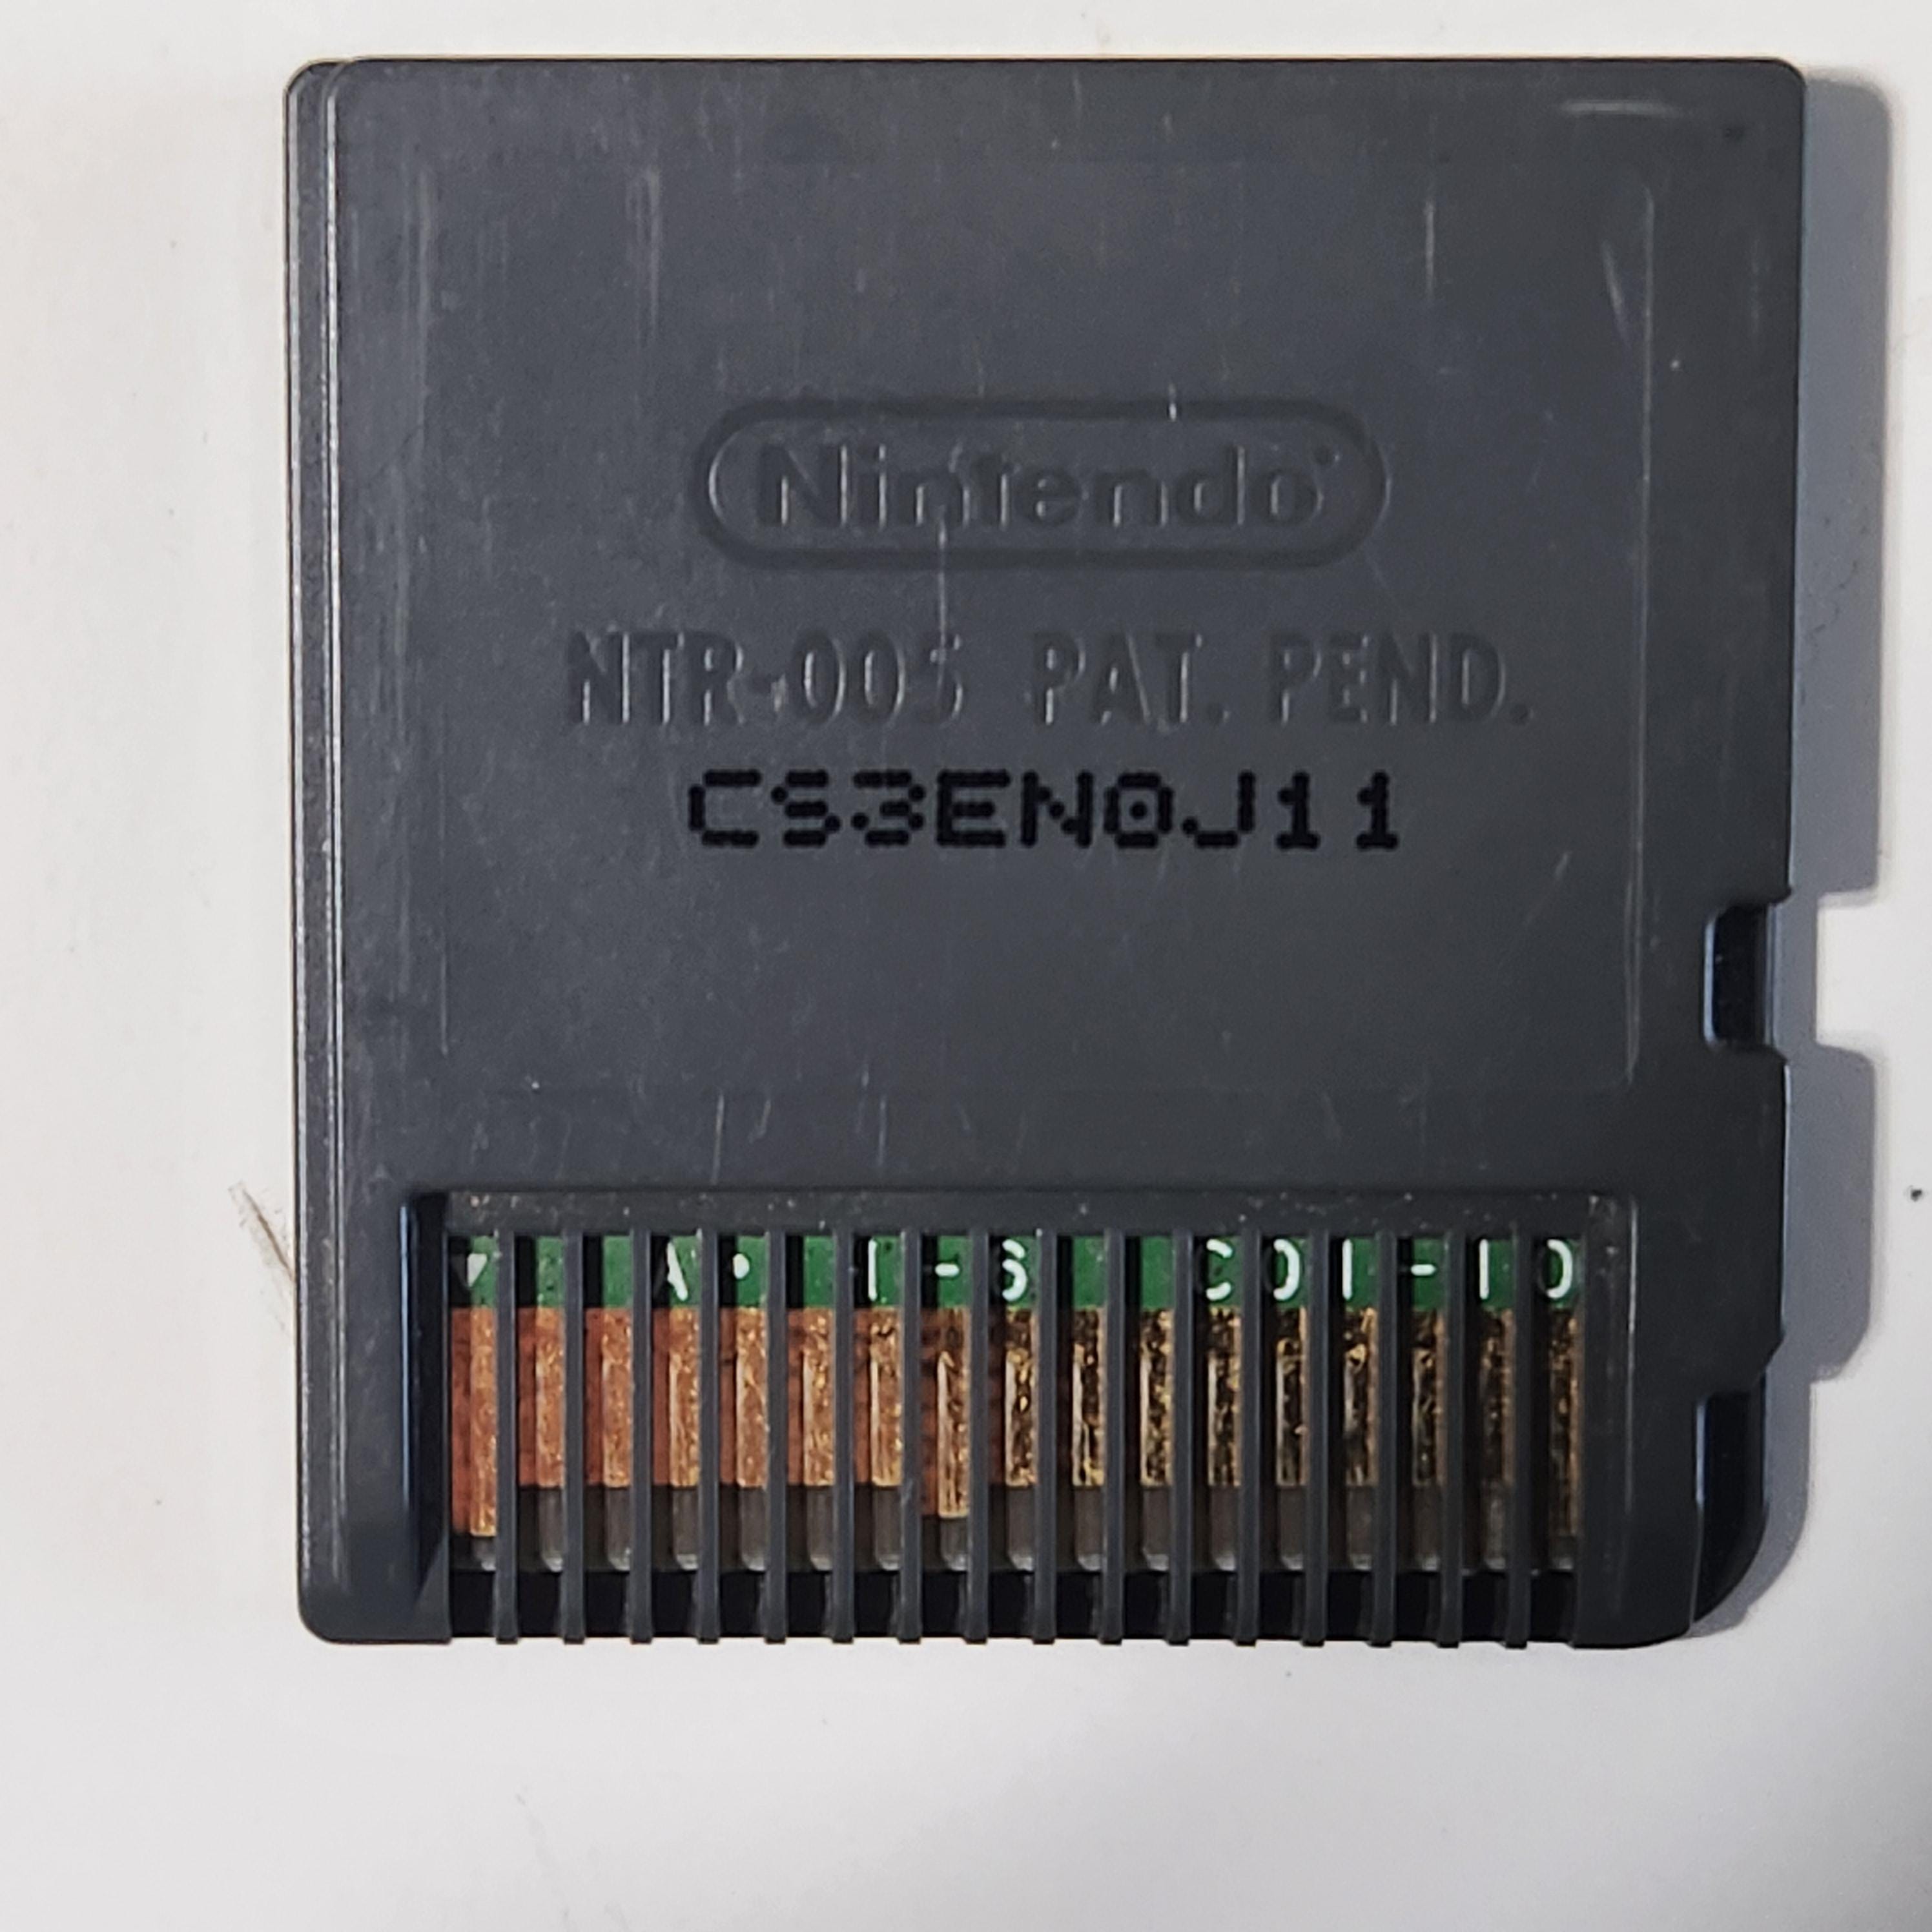 Nintendo®
NTR-005 PAT. PEND.
CS3EN0J11